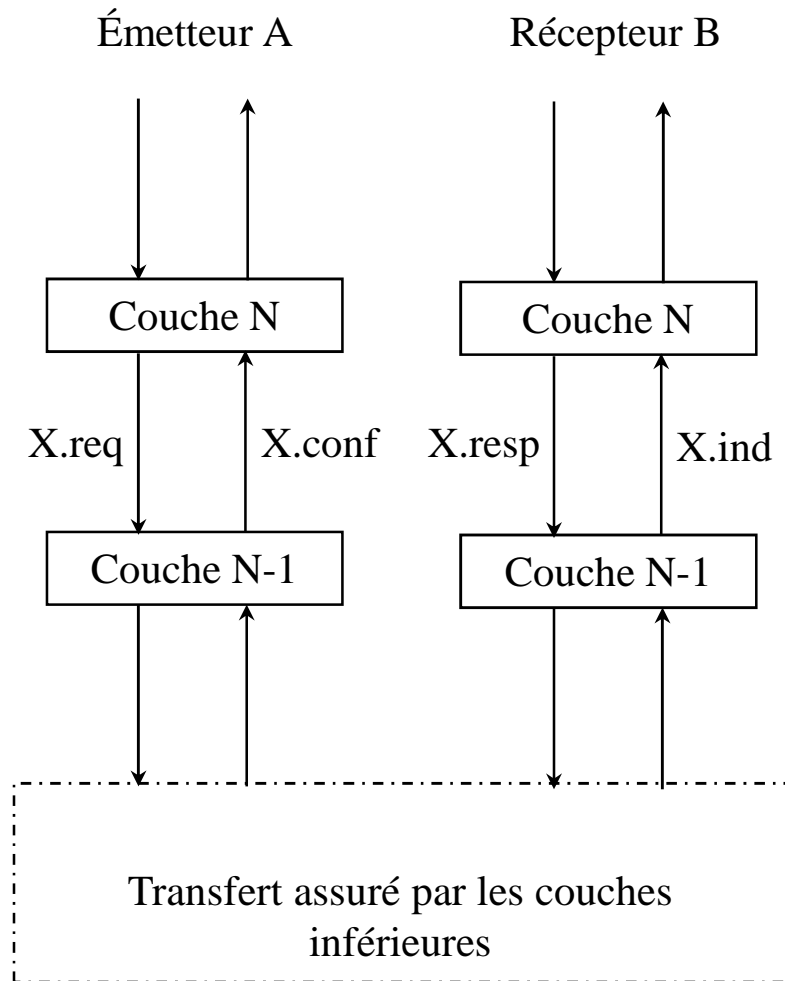 Émetteur A
Récepteur B
Couche N
Couche N
X.req
X.conf
X.resp
X.ind
Couche N-1
Couche N-1
Transfert assuré par les couches
inférieures